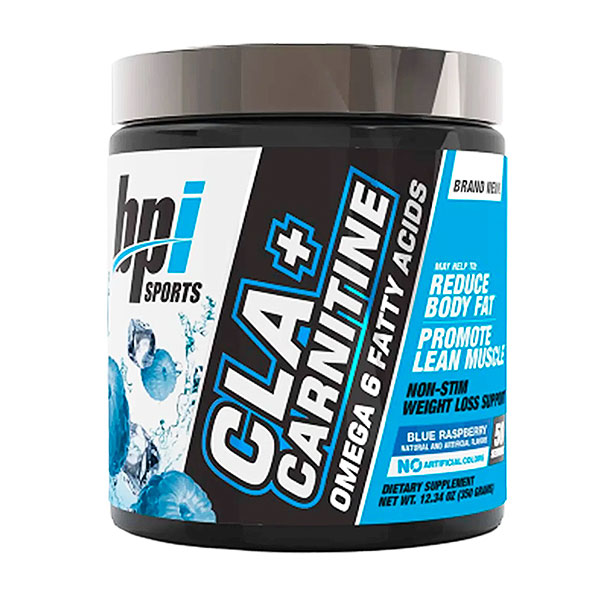 bpi
SPORTS
CLA+
CARNITINE
OMEGA 6 FATTY ACIDS
BRAND NEW!
MAY HELP TO:
REDUCE
BODY FAT
PROMOTE
LEAN MUSCLE
NON-STIM
WEIGHT LOSS SUPPORT
BLUE RASPBERRY
NATURAL AND ARTIFICIAL FLAVORS
50
NO ARTIFICIAL COLORS
DIETARY SUPPLEMENT
NET WT. 12.34 OZ (350 GRAMS)